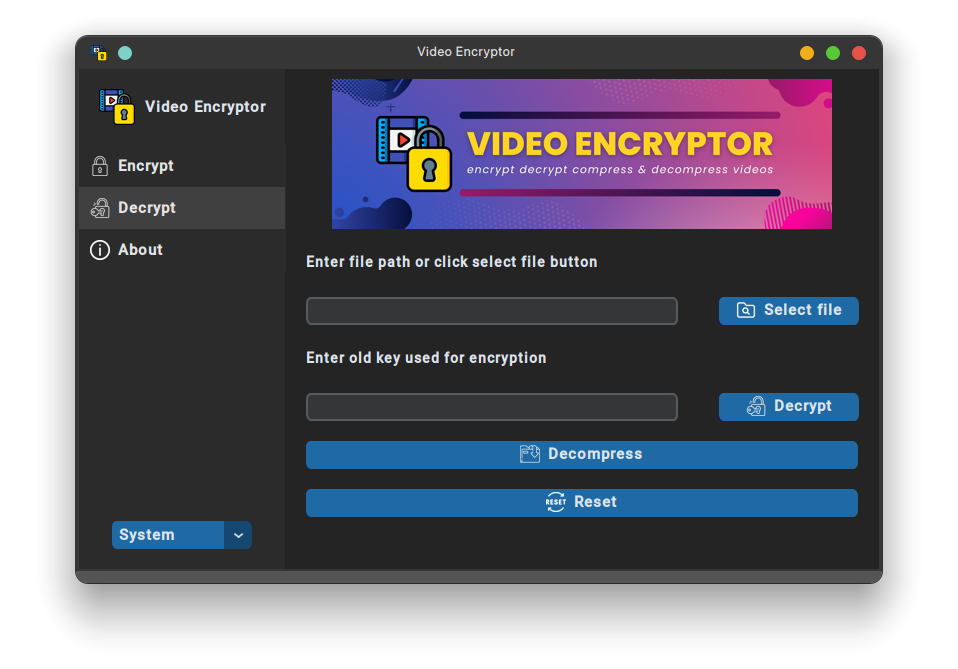 Video Encryptor
Video Encryptor
Encrypt
Decrypt
About
System
VIDEO ENCRYPTOR
encrypt decrypt compress & decompress videos
Enter file path or click select file button
Select file
Enter old key used for encryption
Decrypt
Decompress
RESET Reset